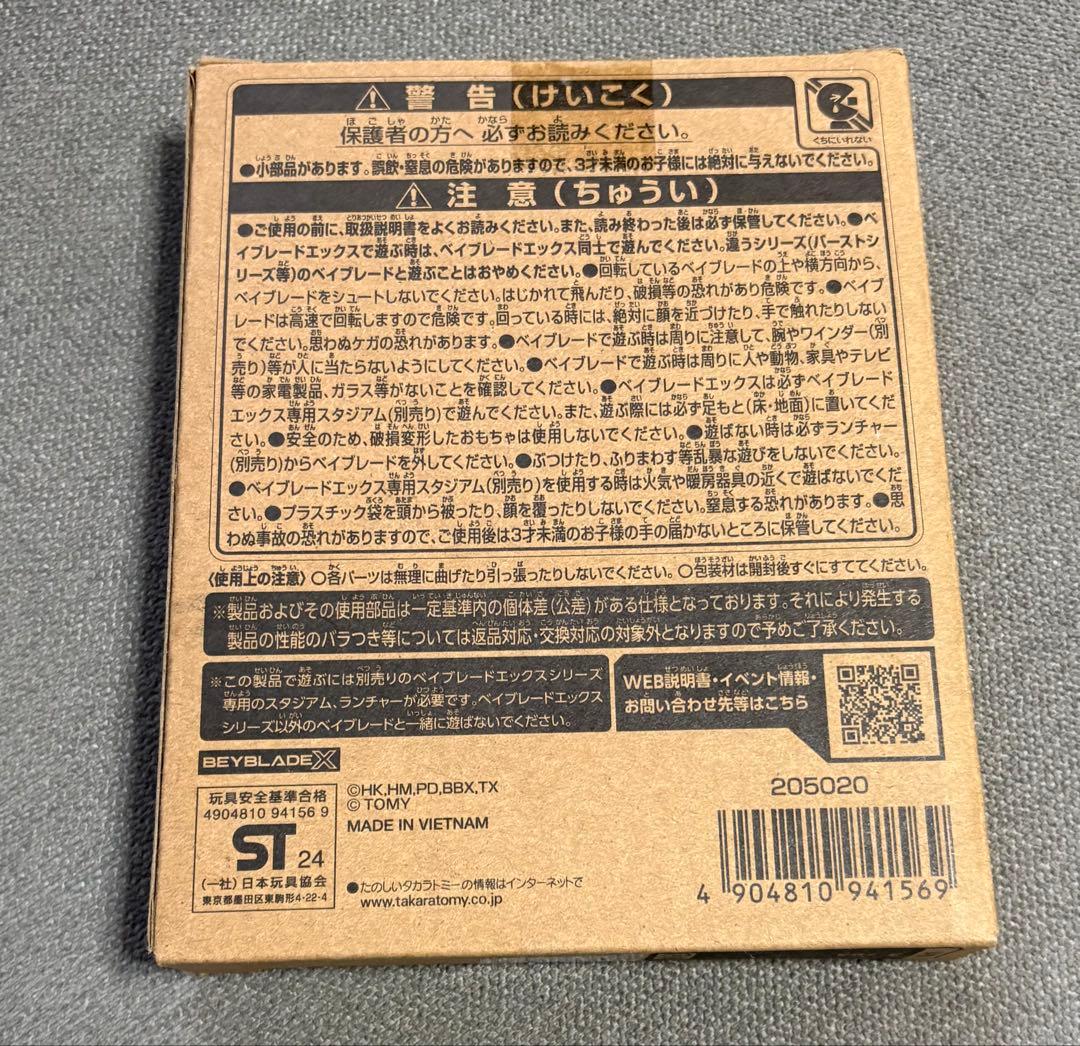 ⚠ 警告(けいこく)
保護者の方へ 必ずお読みください。
くちにいれない
●小部品があります。誤飲・窒息の危険がありますので、3才未満のお子様には絶対に与えないでください。
⚠ 注意(ちゅうい)
●ご使用の前に、取扱説明書をよくお読みください。また、読み終わった後は必ず保管してください。●ベ
イブレードエックスで遊ぶ時は、ベイブレードエックス同士で遊んでください。違うシリーズ(バーストシ
リーズ等)のベイブレードと遊ぶことはおやめください。●回転しているベイブレードの上や横方向から、
ベイブレードをシュートしないでください。はじかれて飛んだり、破損等の恐れがあり危険です。●ベイブ
レードは高速で回転しますので危険です。回っている時には、絶対に顔を近づけたり、手で触れたりしない
でください。思わぬケガの恐れがあります。●ベイブレードで遊ぶ時は周りに注意して、腕やワインダー(別
売り)等が人に当たらないようにしてください。●ベイブレードで遊ぶ時は周りに人や動物、家具やテレビ
等の家電製品、ガラス等がないことを確認してください。●ベイブレードエックスは必ずベイブレード
エックス専用スタジアム(別売り)で遊んでください。また、遊ぶ際には必ず足もと(床・地面)に置いてくだ
さい。●安全のため、破損変形したおもちゃは使用しないでください。●遊ばない時は必ずランチャー
(別売り)からベイブレードを外してください。●ぶつけたり、ふりまわす等乱暴な遊びをしないでください。
●ベイブレードエックス専用スタジアム(別売り)を使用する時は火気や暖房器具の近くで遊ばないでくだ
さい。●プラスチック袋を頭から被ったり、顔を覆ったりしないでください。窒息する恐れがあります。●思
わぬ事故の恐れがありますので、ご使用後は3才未満のお子様の手の届かないところに保管してください。
〈使用上の注意〉○各パーツは無理に曲げたり引っ張ったりしないでください。○包装材は開封後すぐにすててください。
※製品およびその使用部品は一定基準内の個体差(公差)がある仕様となっております。それにより発生する
製品の性能のバラつき等については返品対応・交換対応の対象外となりますので予めご了承ください。
※この製品で遊ぶには別売りのベイブレードエックスシリーズ
専用のスタジアム、ランチャーが必要です。ベイブレードエックス
シリーズ以外のベイブレードと一緒に遊ばないでください。
WEB説明書・イベント情報・
お問い合わせ先等はこちら
BEYBLADE X
玩具安全基準合格
4904810 94156 9
ST 24
(一社)日本玩具協会
東京都墨田区東駒形4-22-4
©HK,HM,PD,BBX,TX
© TOMY
MADE IN VIETNAM
●たのしいタカラトミーの情報はインターネットで
www.takaratomy.co.jp
205020
4 904810 941569